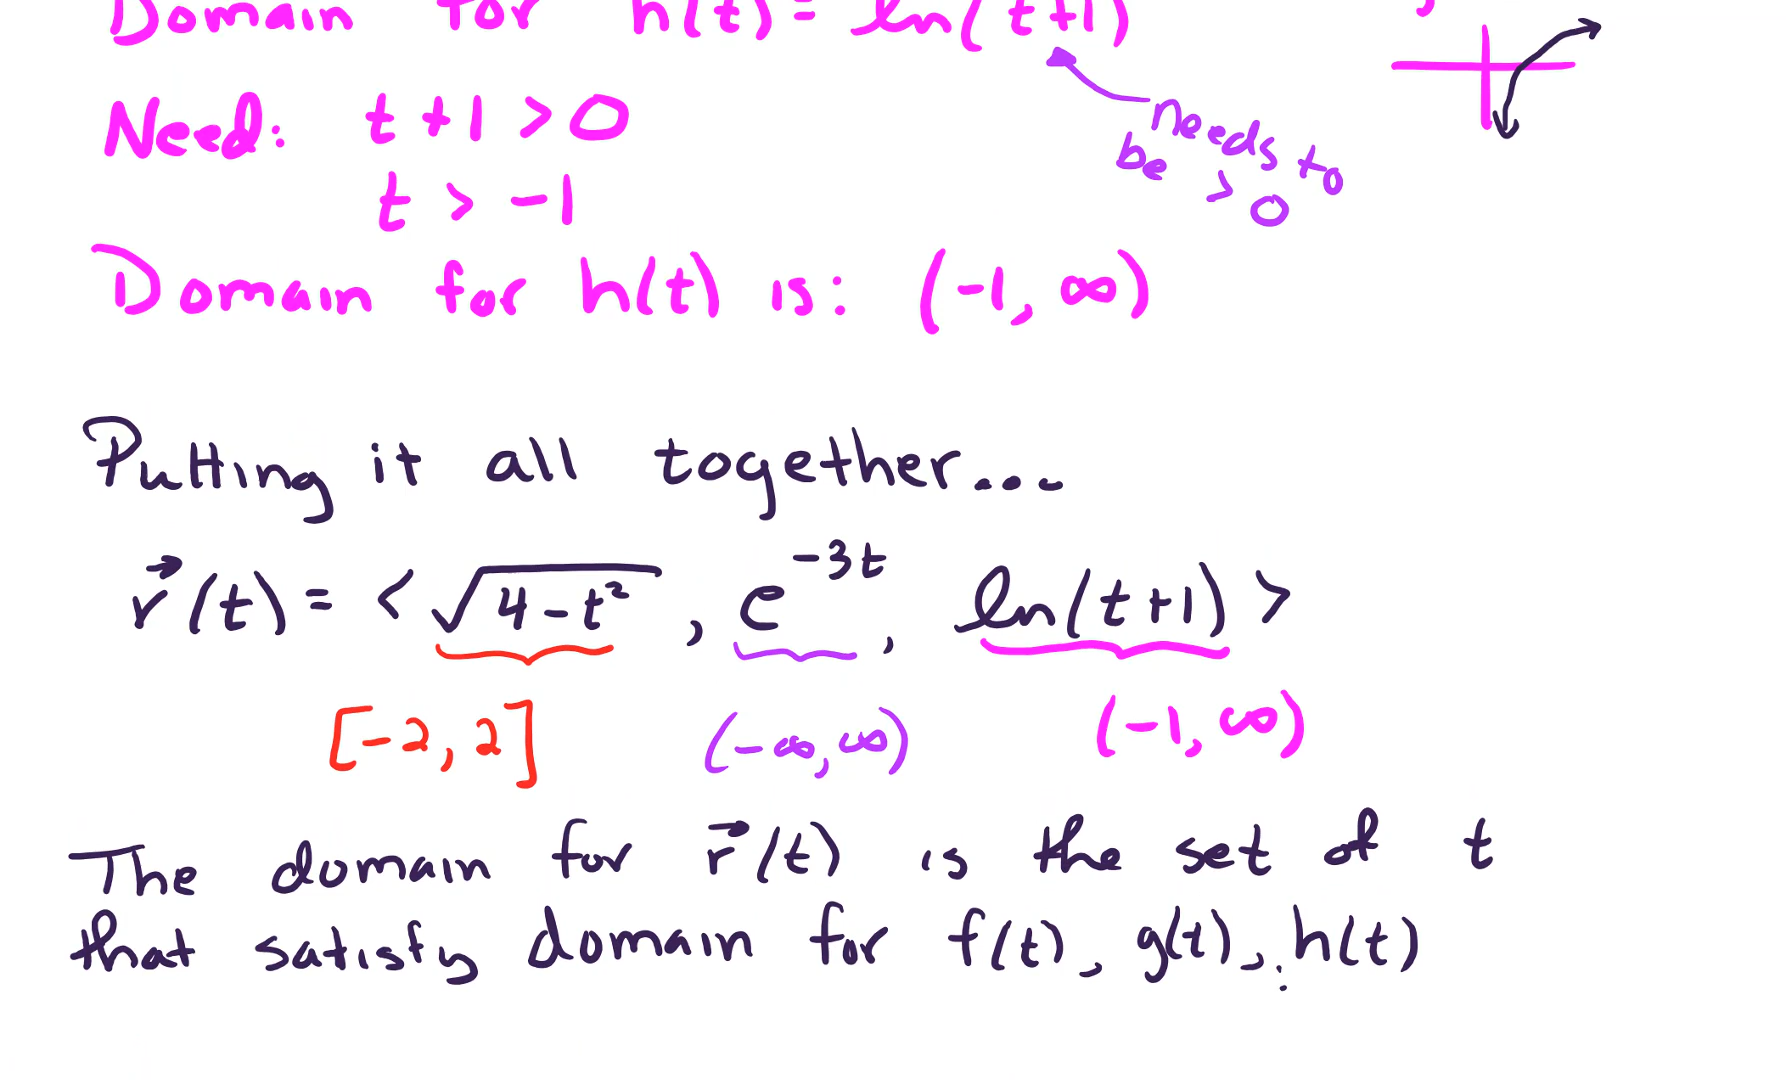 Domain for h(t) = ln(t+1)
Need: t+1 > 0
needs to
be > 0
t > -1
Domain for h(t) is: (-1, ∞)
Putting it all together...
r⃗(t) = < √(4-t²), e^(-3t), ln(t+1) >
[-2, 2] (-∞, ∞) (-1, ∞)
The domain for r⃗(t) is the set of t
that satisfy domain for f(t), g(t), h(t)